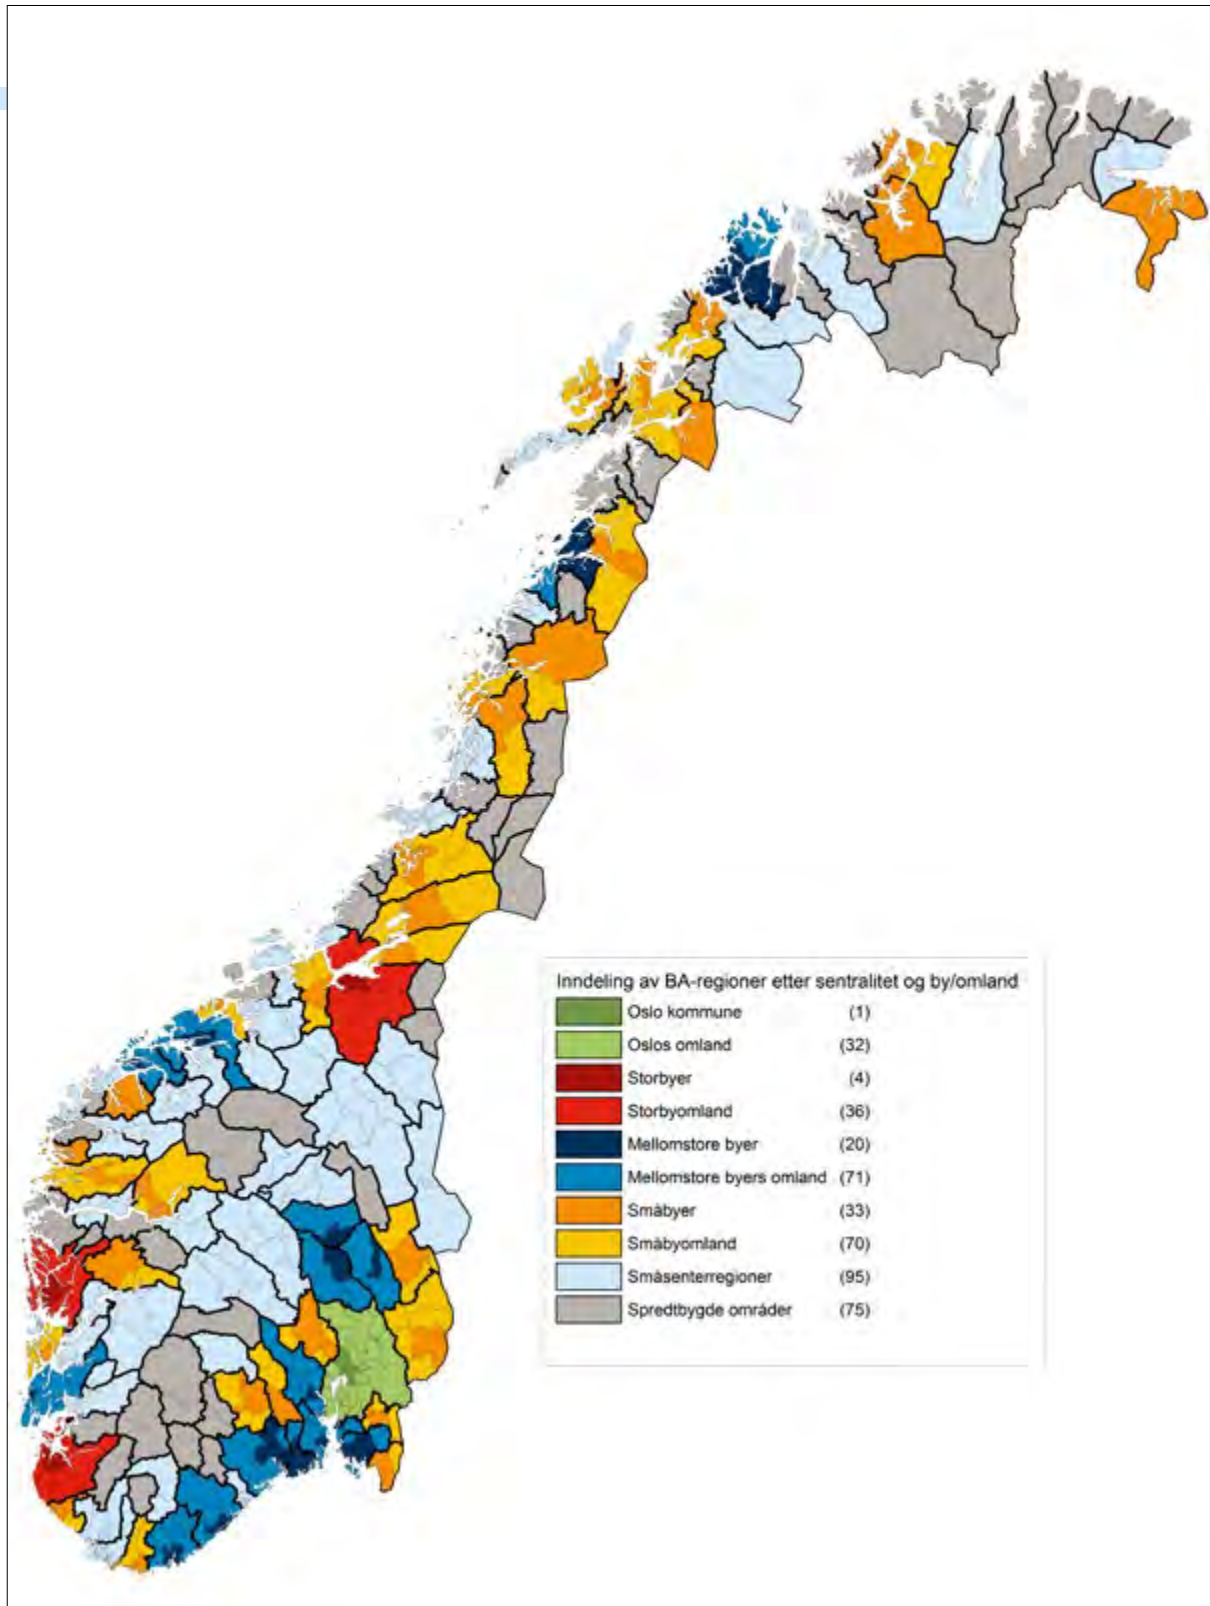 Inndeling av BA-regioner etter sentralitet og by/omland
Oslo kommune (1)
Oslos omland (32)
Storbyer (4)
Storbyomland (36)
Mellomstore byer (20)
Mellomstore byers omland (71)
Småbyer (33)
Småbyomland (70)
Småsenterregioner (95)
Spredtbygde områder (75)